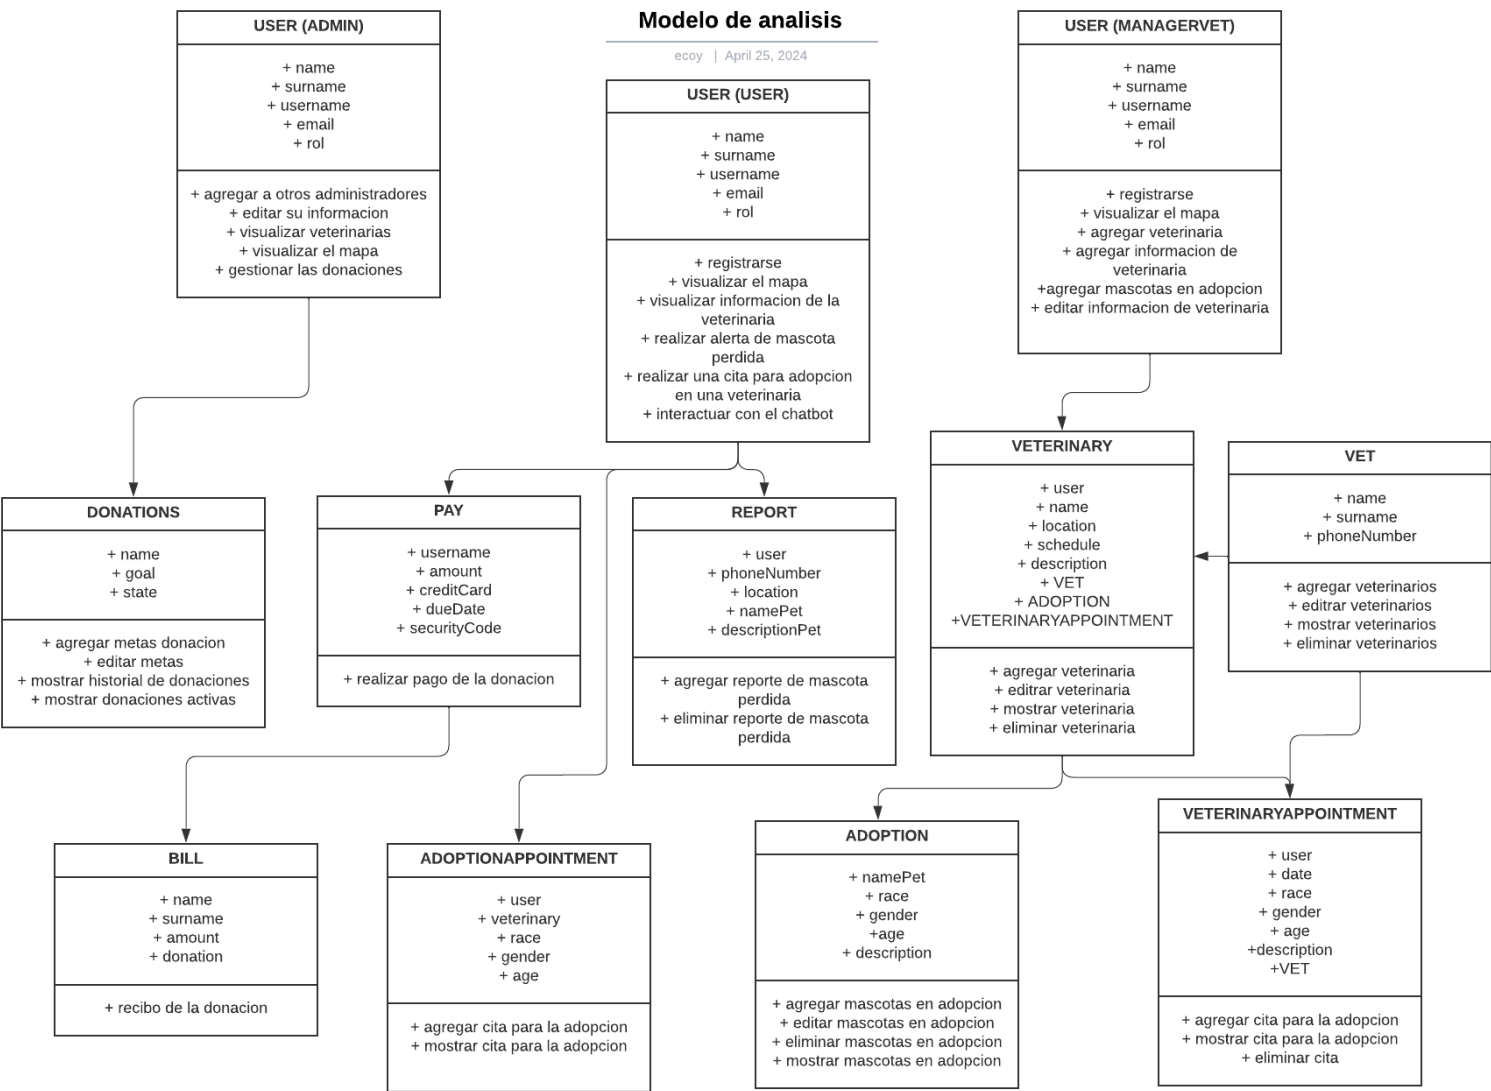 Modelo de analisis
ecoy | April 25, 2024
USER (ADMIN)
+ name
+ surname
+ username
+ email
+ rol
+ agregar a otros administradores
+ editar su informacion
+ visualizar veterinarias
+ visualizar el mapa
+ gestionar las donaciones
USER (USER)
+ name
+ surname
+ username
+ email
+ rol
+ registrarse
+ visualizar el mapa
+ visualizar informacion de la
veterinaria
+ realizar alerta de mascota
perdida
+ realizar una cita para adopcion
en una veterinaria
+ interactuar con el chatbot
USER (MANAGERVET)
+ name
+ surname
+ username
+ email
+ rol
+ registrarse
+ visualizar el mapa
+ agregar veterinaria
+ agregar informacion de
veterinaria
+agregar mascotas en adopcion
+ editar informacion de veterinaria
DONATIONS
+ name
+ goal
+ state
+ agregar metas donacion
+ editar metas
+ mostrar historial de donaciones
+ mostrar donaciones activas
PAY
+ username
+ amount
+ creditCard
+ dueDate
+ securityCode
+ realizar pago de la donacion
REPORT
+ user
+ phoneNumber
+ location
+ namePet
+ descriptionPet
+ agregar reporte de mascota
perdida
+ eliminar reporte de mascota
perdida
VETERINARY
+ user
+ name
+ location
+ schedule
+ description
+ VET
+ ADOPTION
+VETERINARYAPPOINTMENT
+ agregar veterinaria
+ editrar veterinaria
+ mostrar veterinaria
+ eliminar veterinaria
VET
+ name
+ surname
+ phoneNumber
+ agregar veterinarios
+ editrar veterinarios
+ mostrar veterinarios
+ eliminar veterinarios
BILL
+ name
+ surname
+ amount
+ donation
+ recibo de la donacion
ADOPTIONAPPOINTMENT
+ user
+ veterinary
+ race
+ gender
+ age
+ agregar cita para la adopcion
+ mostrar cita para la adopcion
ADOPTION
+ namePet
+ race
+ gender
+age
+ description
+ agregar mascotas en adopcion
+ editar mascotas en adopcion
+ eliminar mascotas en adopcion
+ mostrar mascotas en adopcion
VETERINARYAPPOINTMENT
+ user
+ date
+ race
+ gender
+ age
+description
+VET
+ agregar cita para la adopcion
+ mostrar cita para la adopcion
+ eliminar cita